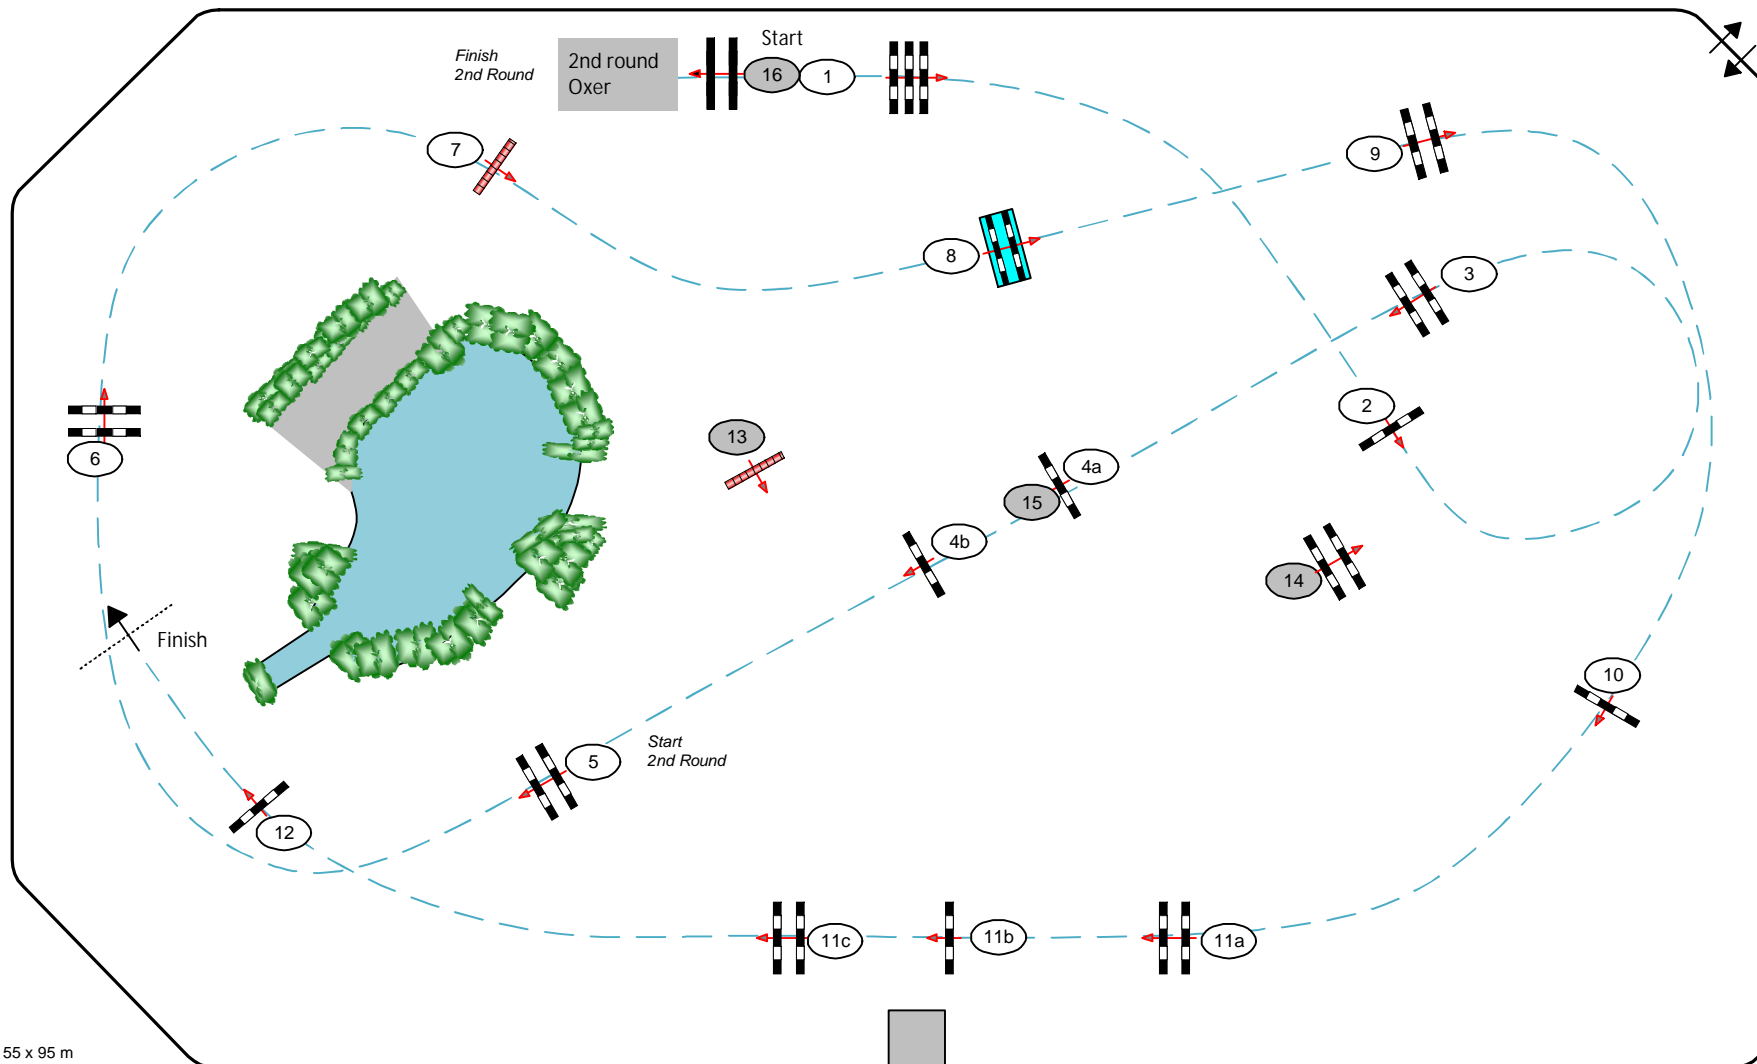 Start
Finish
2nd Round
2nd round
Oxer
16
1
7
9
8
3
2
13
6
4a
15
4b
14
Finish
10
Start
2nd Round
5
12
11c
11b
11a
55 x 95 m